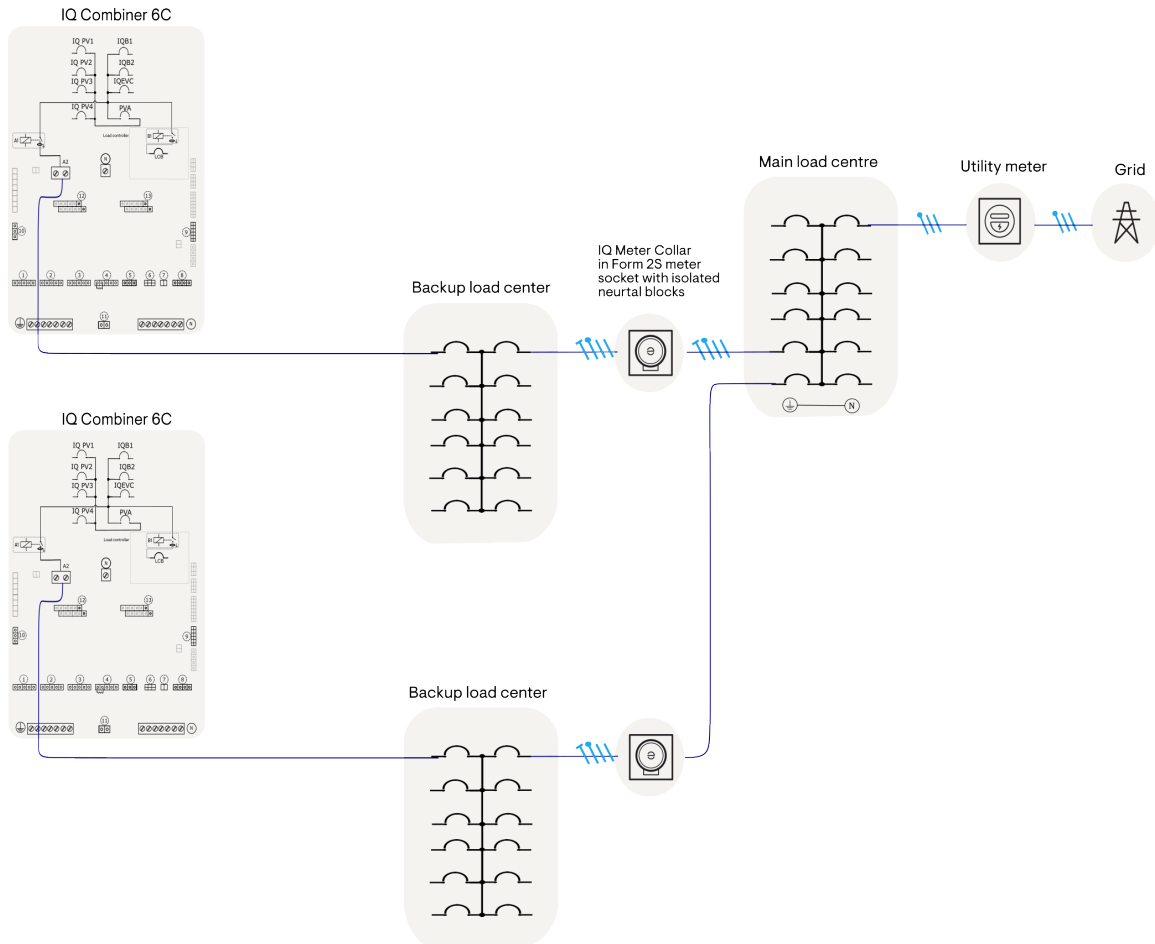 IQ Combiner 6C
IQ PV1
IQB1
IQ PV2
IQB2
IQ PV3
IQEVC
IQ PV4
PVA
Load controller
LCB
A2
N
12
13
10
9
1
2
3
4
5
6
7
8
11
N
Backup load center
IQ Meter Collar
in Form 2S meter
socket with isolated
neurtal blocks
Main load centre
N
Utility meter
Grid
IQ Combiner 6C
IQ PV1
IQB1
IQ PV2
IQB2
IQ PV3
IQEVC
IQ PV4
PVA
Load controller
LCB
A2
N
12
13
10
9
1
2
3
4
5
6
7
8
11
N
Backup load center